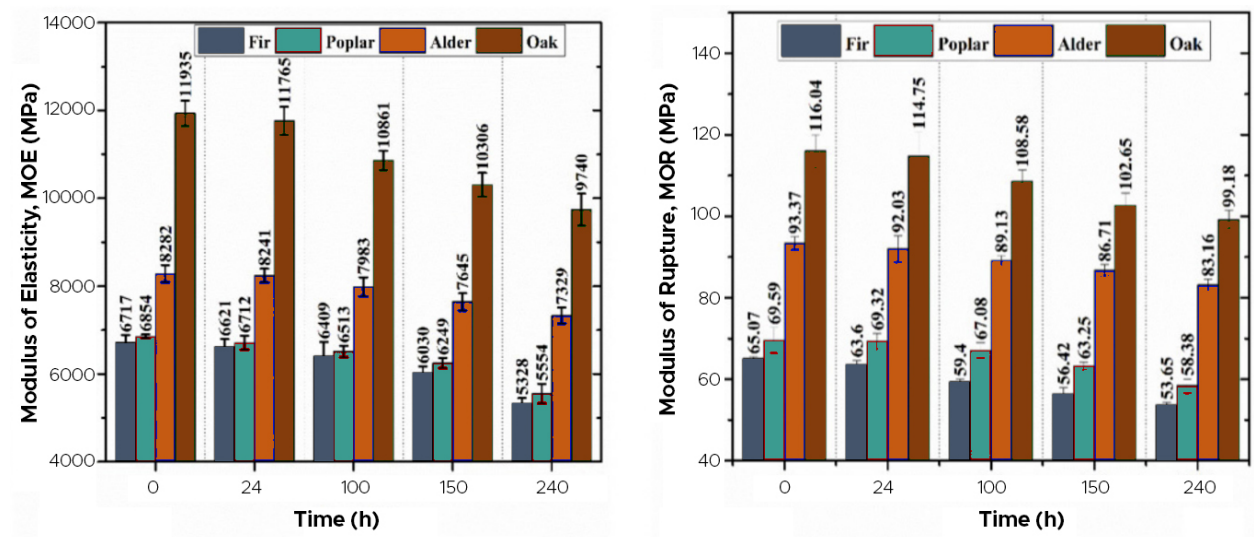 Modulus of Elasticity, MOE (MPa)
14000
12000
10000
8000
6000
4000
Fir Poplar Alder Oak
6717 6854 8282 11935
6621 6712 8241 11765
6409 6513 7983 10861
6030 6249 7645 10306
5328 5554 7329 9740
0 24 100 150 240
Time (h)
Modulus of Rupture, MOR (MPa)
140
120
100
80
60
40
Fir Poplar Alder Oak
65.07 69.59 93.37 116.04
63.6 69.32 92.03 114.75
59.4 67.08 89.13 108.58
56.42 63.25 86.71 102.65
53.65 58.38 83.16 99.18
0 24 100 150 240
Time (h)